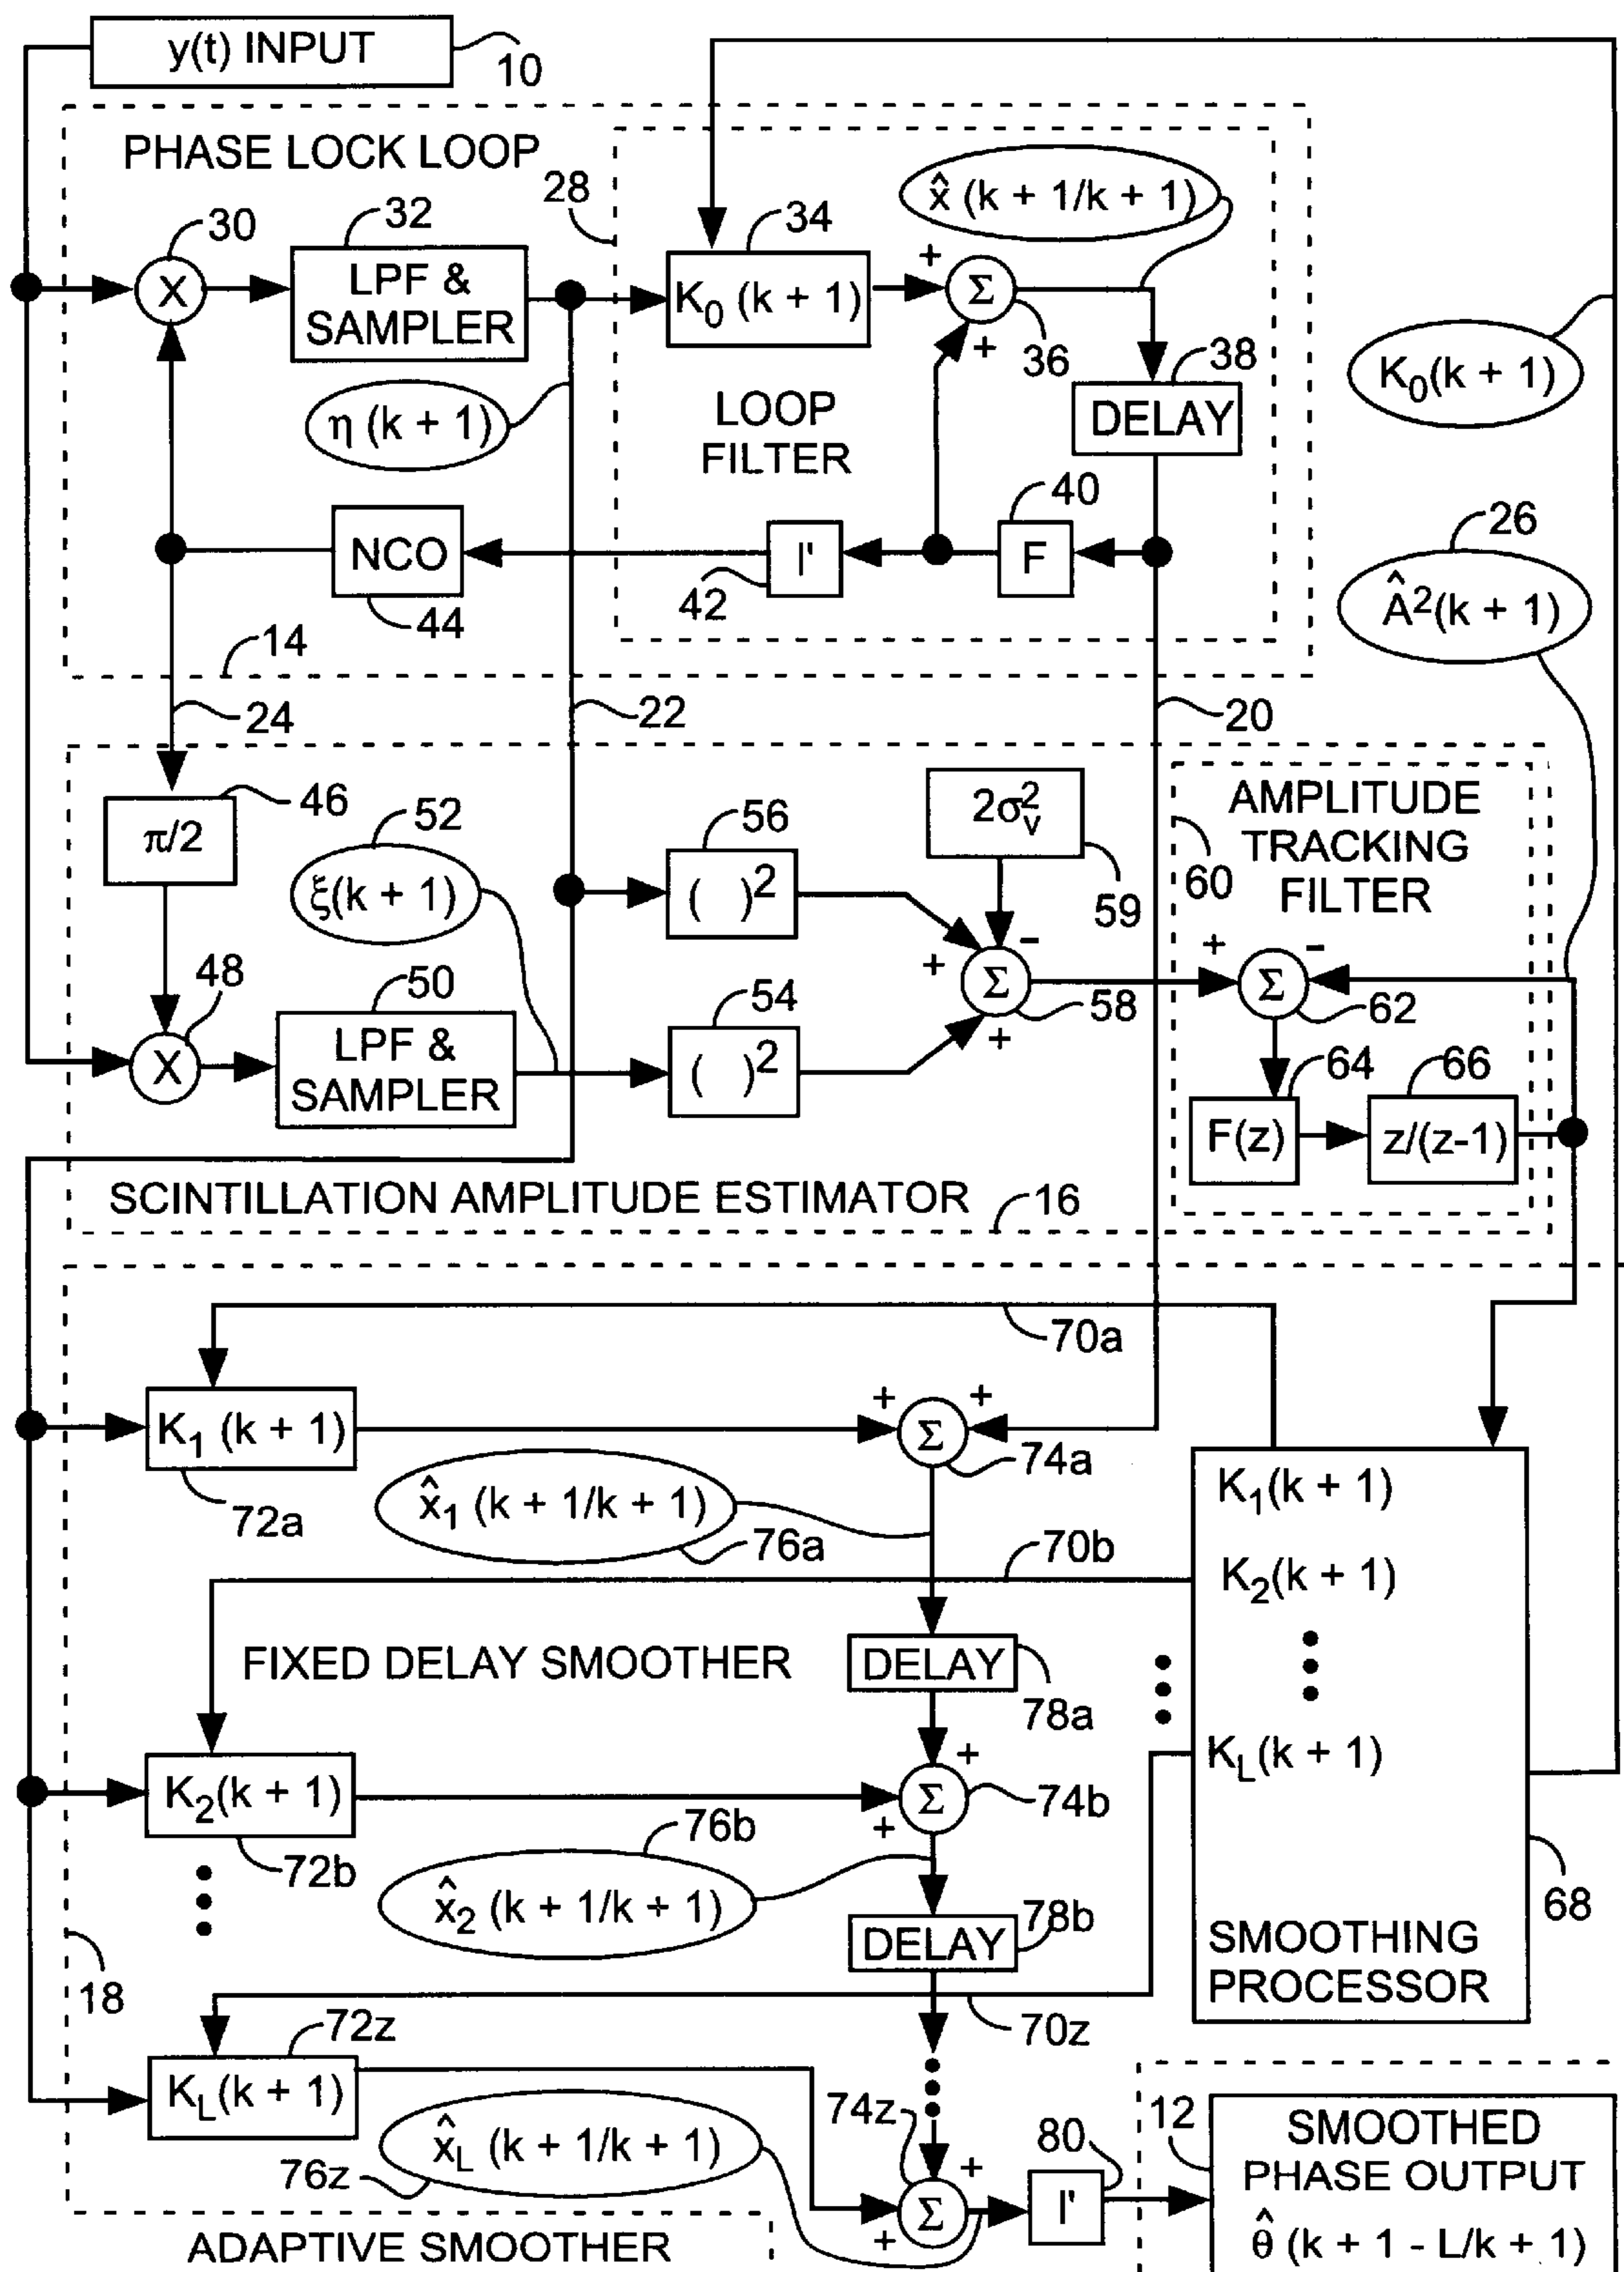 y(t) INPUT
10
PHASE LOCK LOOP
28
x̂ (k + 1/k + 1)
30
32
34
X
LPF &
SAMPLER
K₀ (k + 1)
+
Σ
+
36
38
K₀(k + 1)
η (k + 1)
LOOP
FILTER
DELAY
40
26
NCO
I'
F
42
44
Â²(k + 1)
14
24
22
20
46
π/2
52
ξ(k + 1)
56
( )²
2σᵥ²
59
60
AMPLITUDE
TRACKING
FILTER
48
X
50
LPF &
SAMPLER
54
( )²
+
-
Σ
+
58
+
-
Σ
62
64
66
F(z)
z/(z-1)
SCINTILLATION AMPLITUDE ESTIMATOR
16
70a
K₁ (k + 1)
72a
+
+
Σ
74a
x̂₁ (k + 1/k + 1)
76a
K₁(k + 1)
70b
K₂(k + 1)
FIXED DELAY SMOOTHER
DELAY
78a
K_L(k + 1)
K₂(k + 1)
72b
+
Σ
+
74b
76b
x̂₂ (k + 1/k + 1)
78b
DELAY
68
SMOOTHING
PROCESSOR
18
72z
70z
K_L(k + 1)
x̂_L (k + 1/k + 1)
76z
74z
+
Σ
+
80
I'
12
SMOOTHED
PHASE OUTPUT
θ̂ (k + 1 - L/k + 1)
ADAPTIVE SMOOTHER